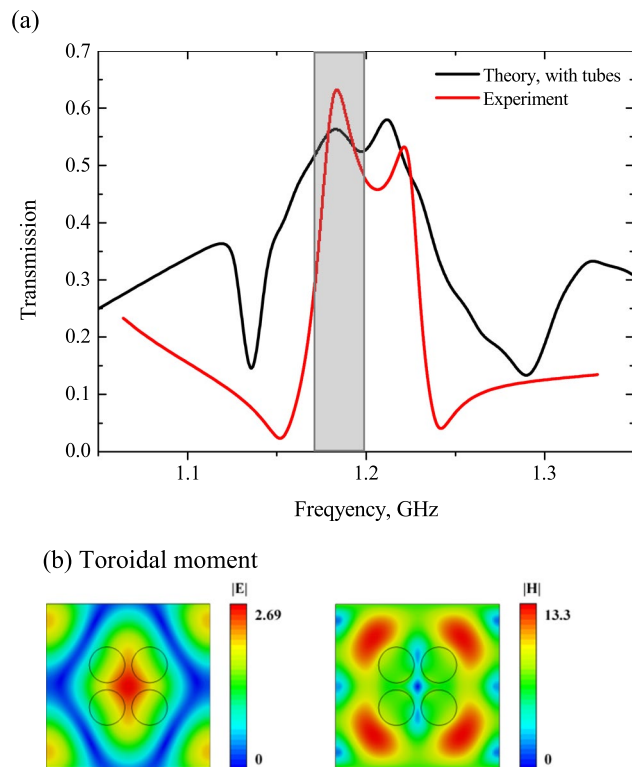 (a)
0.7
0.6
0.5
0.4
0.3
0.2
0.1
0.0
Transmission
Theory, with tubes
Experiment
1.1 1.2 1.3
Freqyency, GHz
(b) Toroidal moment
|E|
2.69
0
|H|
13.3
0